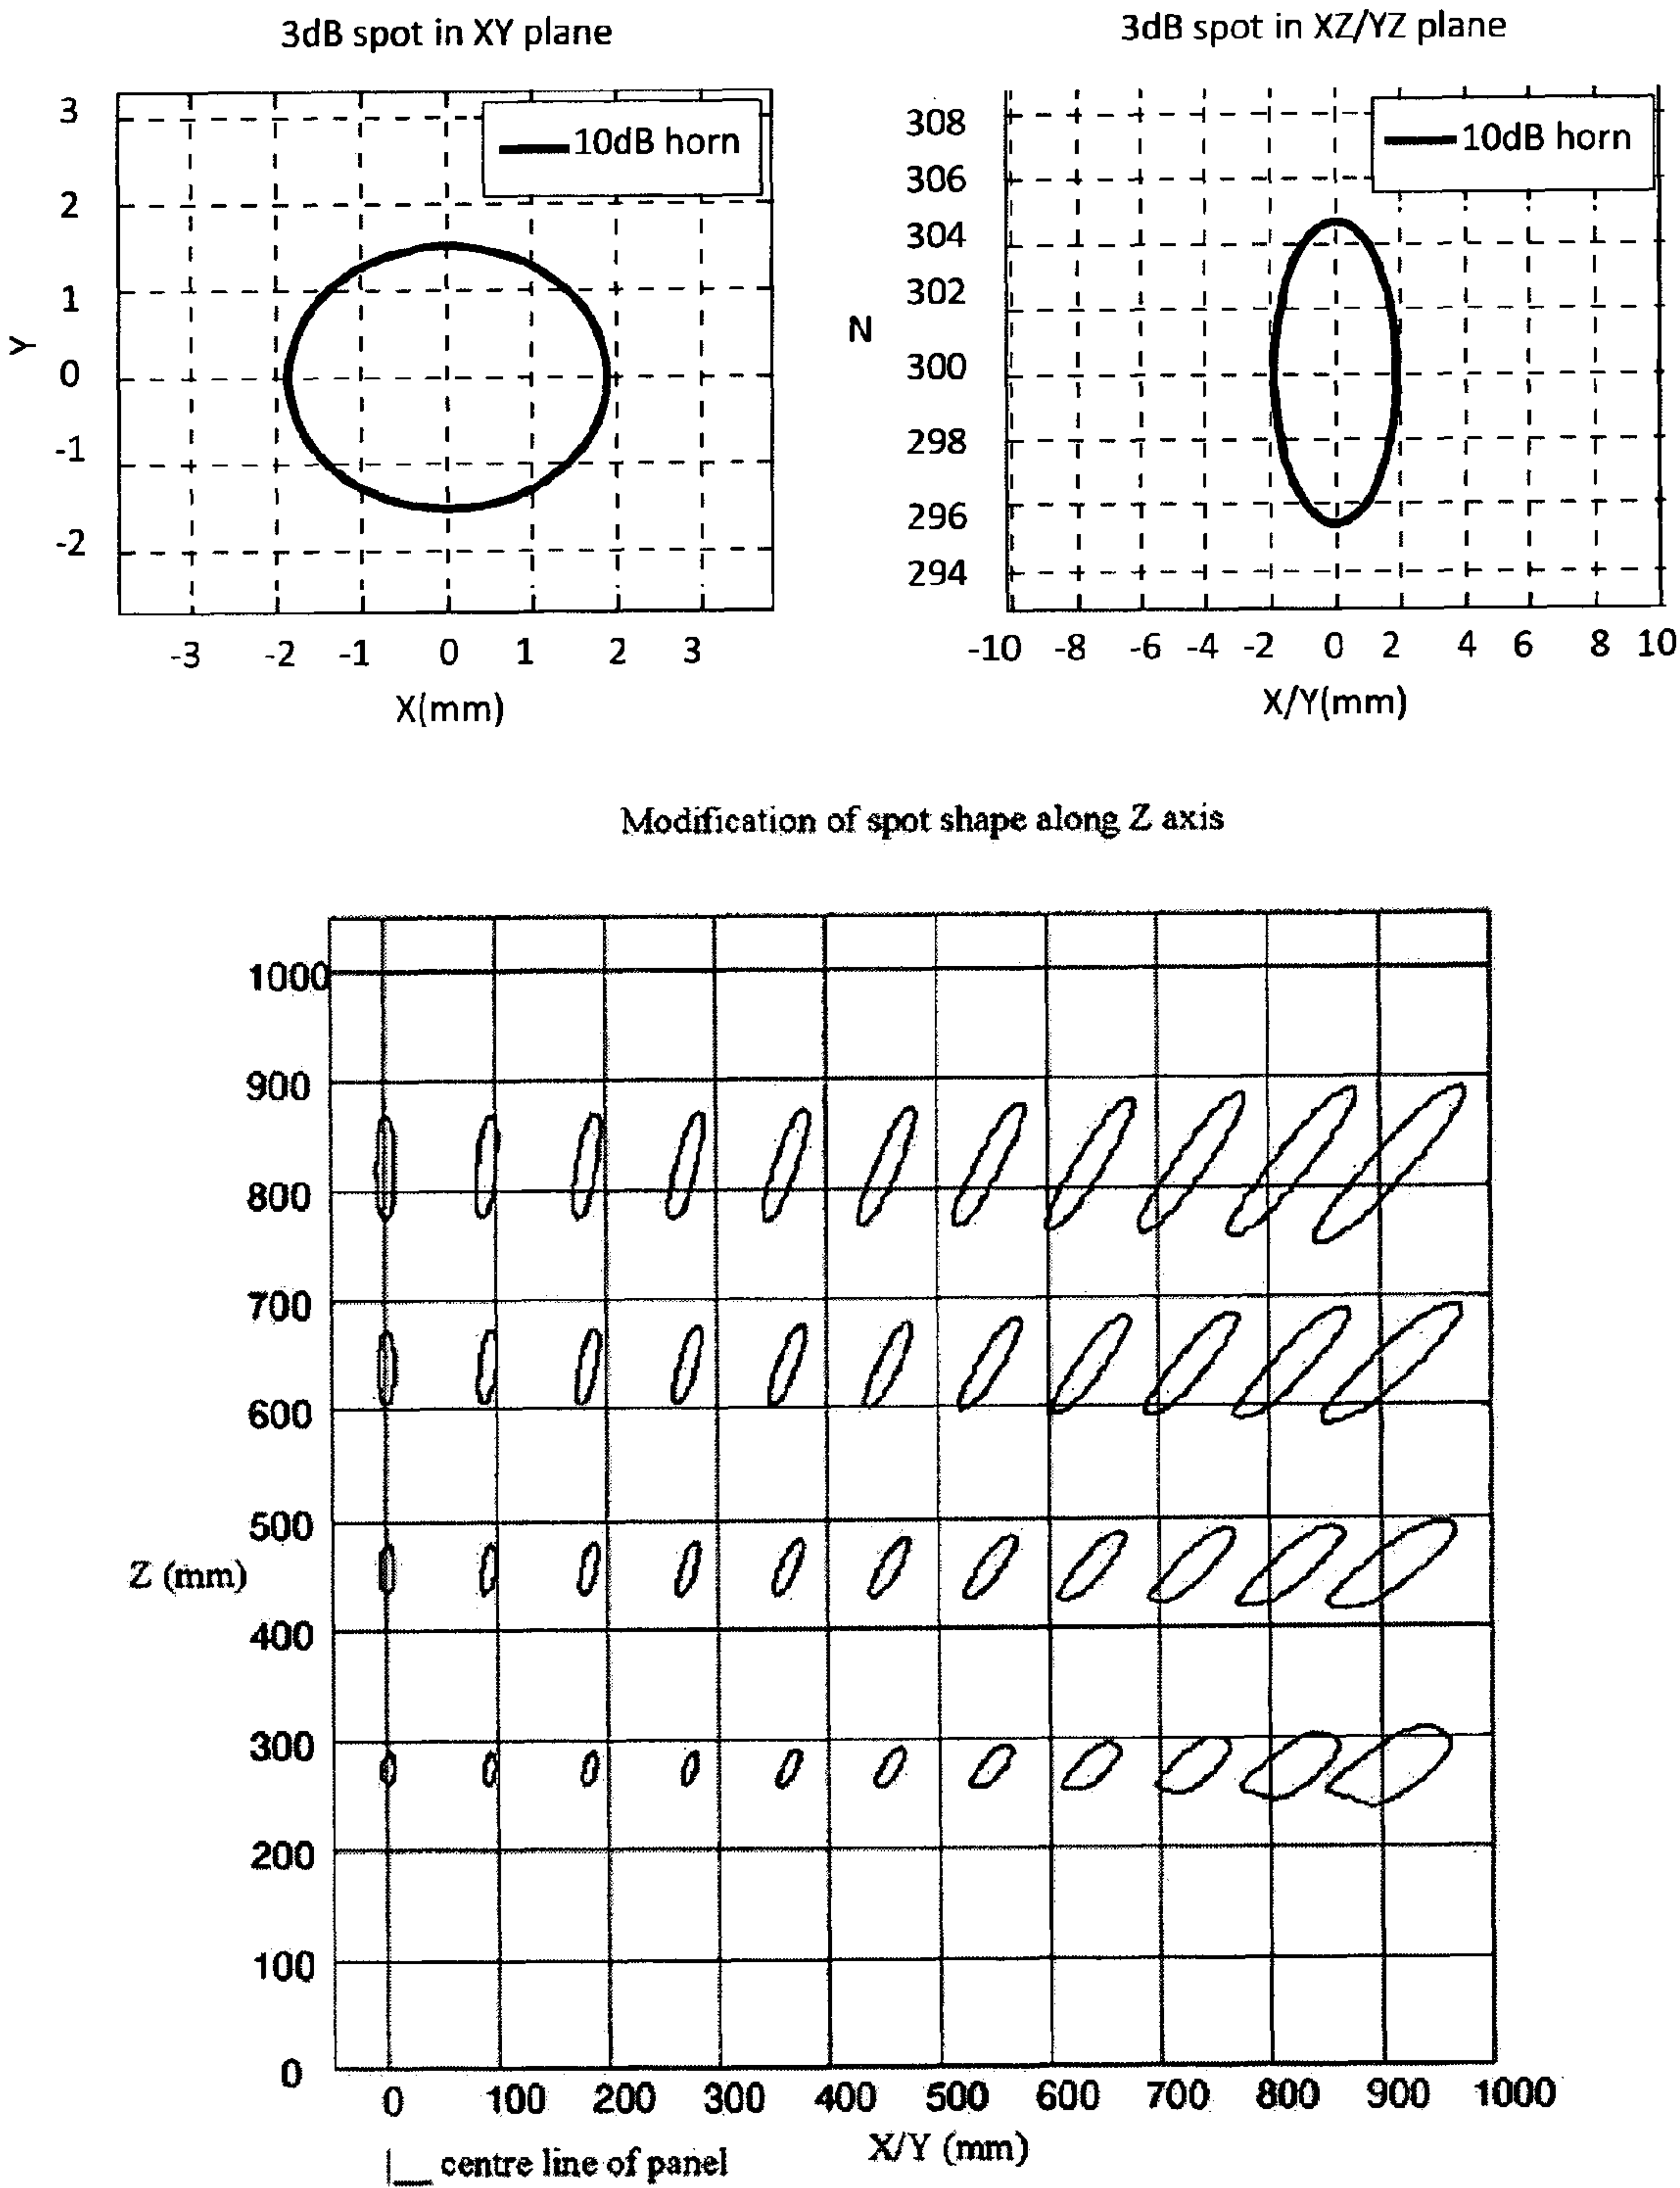 3dB spot in XY plane
3dB spot in XZ/YZ plane
10dB horn
3
2
1
0
-1
-2
Y
-3 -2 -1 0 1 2 3
X(mm)
10dB horn
308
306
304
302
300
298
296
294
N
-10 -8 -6 -4 -2 0 2 4 6 8 10
X/Y(mm)
Modification of spot shape along Z axis
1000
900
800
700
600
500
Z (mm)
400
300
200
100
0
0 100 200 300 400 500 600 700 800 900 1000
X/Y (mm)
centre line of panel